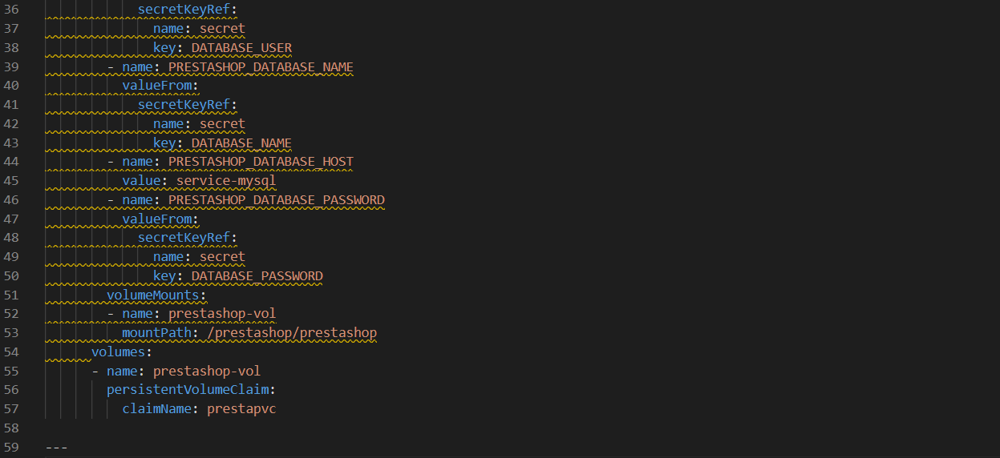 36 secretKeyRef:
37 name: secret
38 key: DATABASE_USER
39 - name: PRESTASHOP_DATABASE_NAME
40 valueFrom:
41 secretKeyRef:
42 name: secret
43 key: DATABASE_NAME
44 - name: PRESTASHOP_DATABASE_HOST
45 value: service-mysql
46 - name: PRESTASHOP_DATABASE_PASSWORD
47 valueFrom:
48 secretKeyRef:
49 name: secret
50 key: DATABASE_PASSWORD
51 volumeMounts:
52 - name: prestashop-vol
53 mountPath: /prestashop/prestashop
54 volumes:
55 - name: prestashop-vol
56 persistentVolumeClaim:
57 claimName: prestapvc
58
59 ---